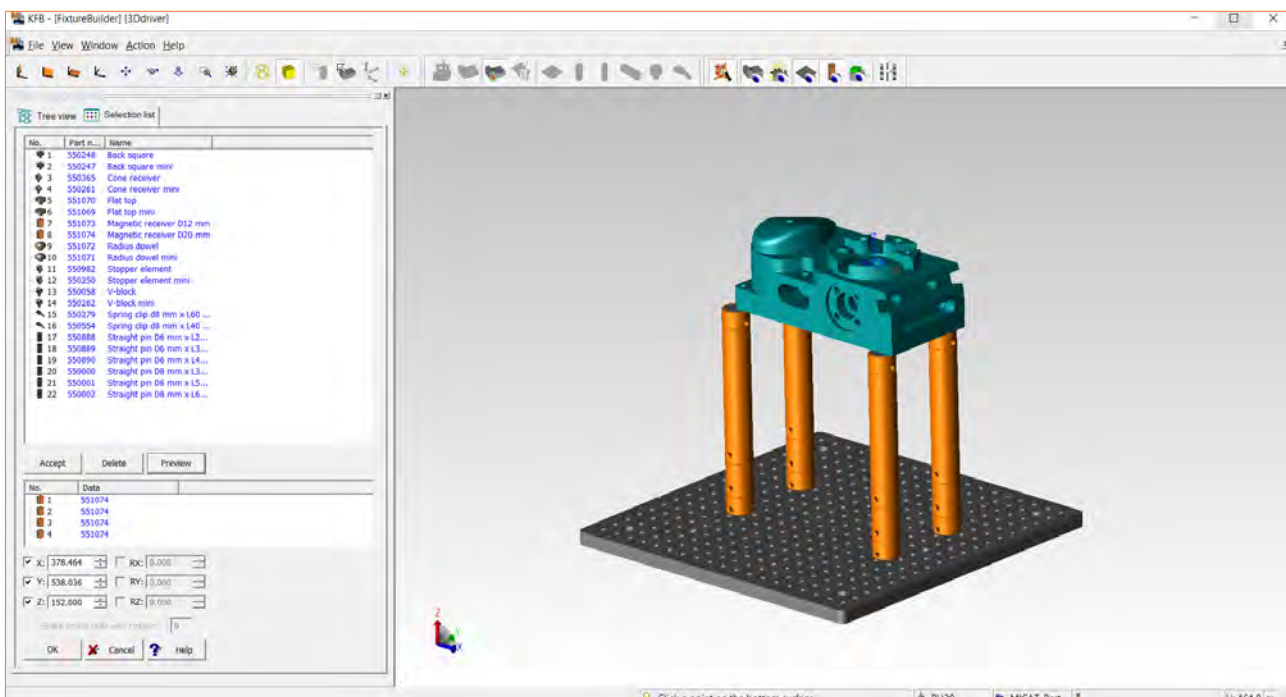 KFB - [FixtureBuilder] [3Ddriver]
File View Window Action Help
Tree view Selection list
No. Part n... Name
1 550248 Back square
2 550247 Back square mini
3 550365 Cone receiver
4 550261 Cone receiver mini
5 551070 Flat top
6 551069 Flat top mini
7 551073 Magnetic receiver D12 mm
8 551074 Magnetic receiver D20 mm
9 551072 Radius dowel
10 551071 Radius dowel mini
11 550982 Stopper element
12 550250 Stopper element mini
13 550058 V-block
14 550262 V-block mini
15 550279 Spring clip d8 mm x L60 ...
16 550554 Spring clip d8 mm x L40 ...
17 550888 Straight pin D6 mm x L2...
18 550889 Straight pin D6 mm x L3...
19 550890 Straight pin D6 mm x L4...
20 550000 Straight pin D8 mm x L3...
21 550001 Straight pin D8 mm x L5...
22 550002 Straight pin D8 mm x L6...
Accept Delete Preview
No. Data
1 551074
2 551074
3 551074
4 551074
X: 378.464 RX: 0.000
Y: 538.036 RY: 0.000
Z: 152.000 RZ: 0.000
OK Cancel Help
Z
Y
X